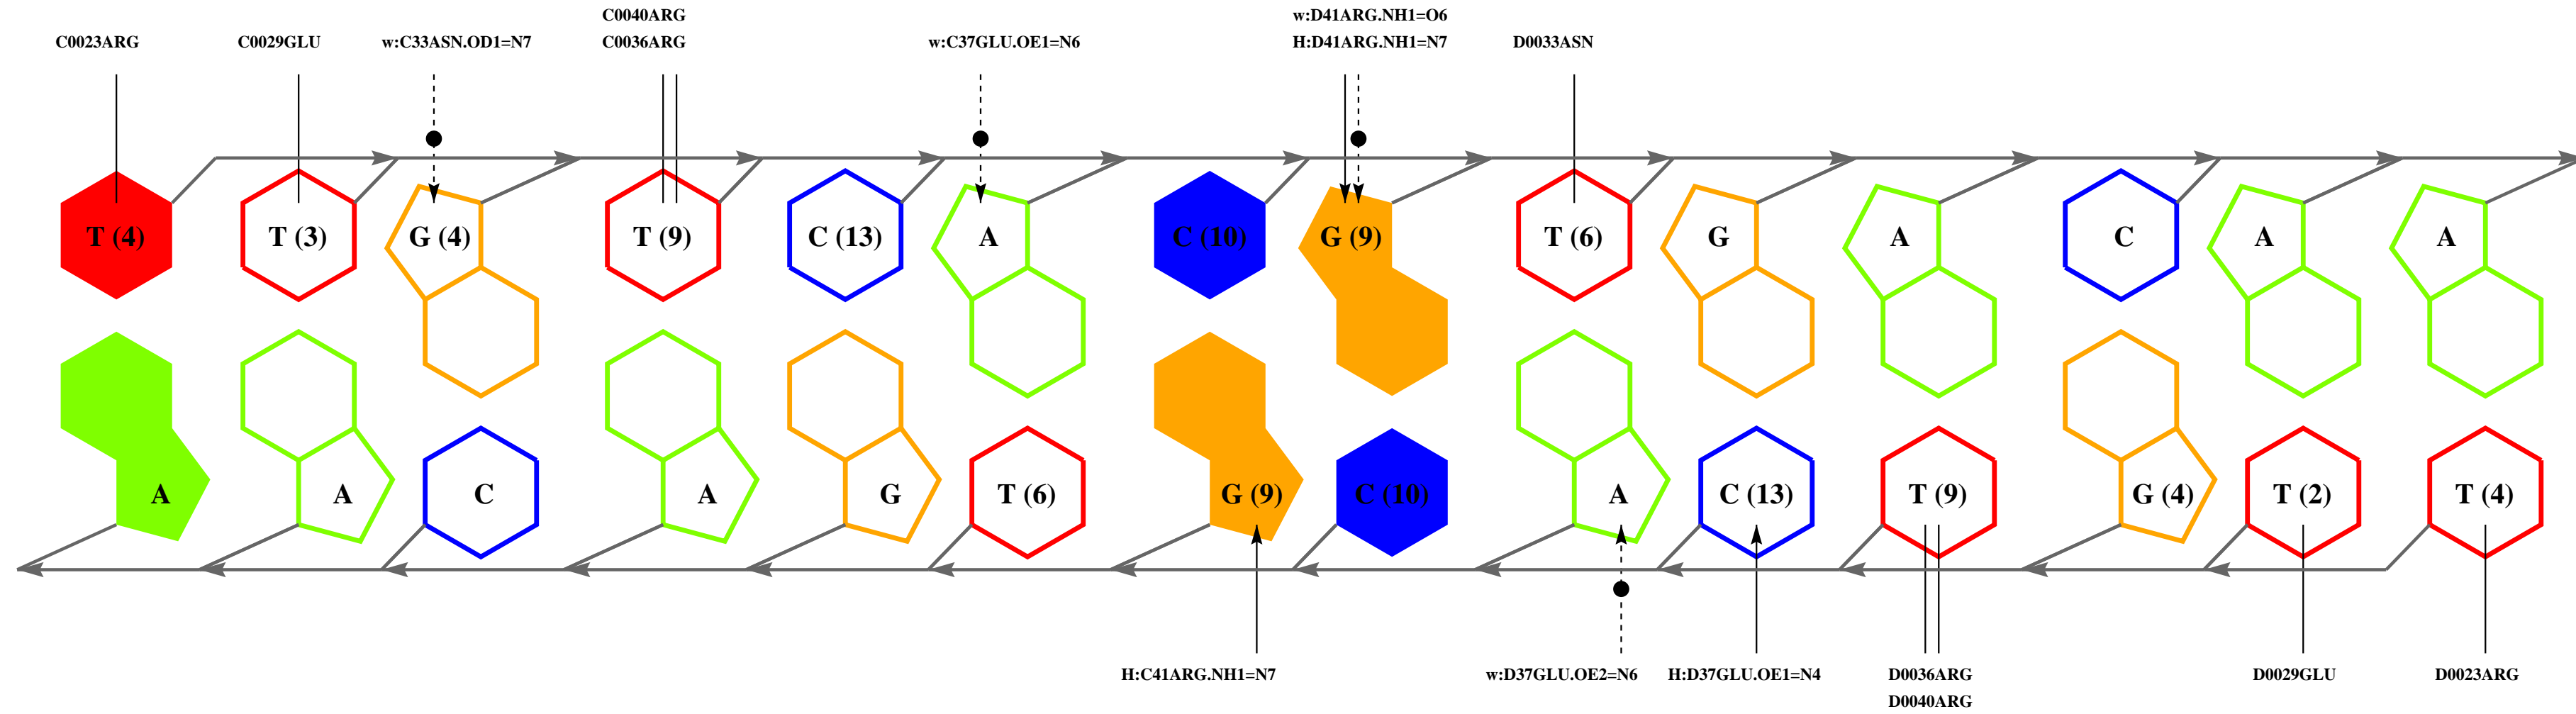 C0040ARG w:D41ARG.NH1=O6
C0023ARG C0029GLU w:C33ASN.OD1=N7 C0036ARG w:C37GLU.OE1=N6 H:D41ARG.NH1=N7 D0033ASN
T (4) T (3) G (4) T (9) C (13) A C (10) G (9) T (6) G A C A A
A A C A G T (6) G (9) C (10) A C (13) T (9) G (4) T (2) T (4)
H:C41ARG.NH1=N7 w:D37GLU.OE2=N6 H:D37GLU.OE1=N4 D0036ARG D0029GLU D0023ARG
D0040ARG